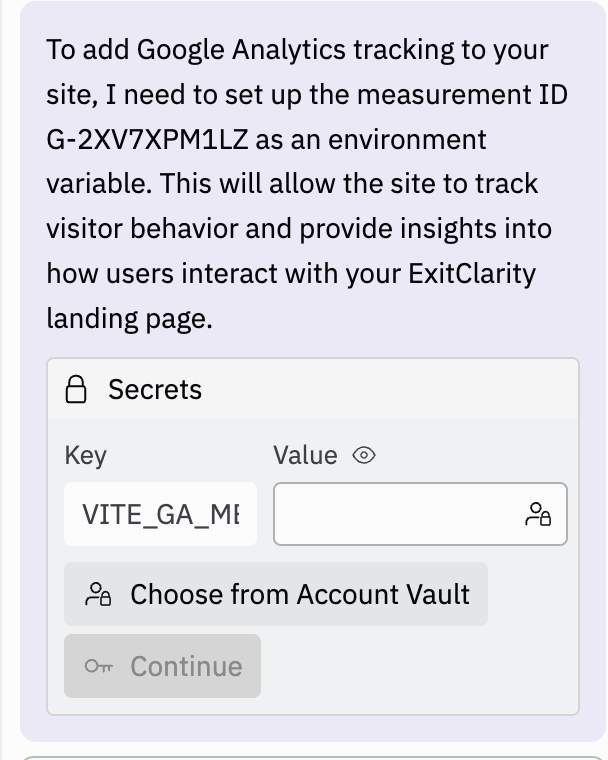 To add Google Analytics tracking to your
site, I need to set up the measurement ID
G-2XV7XPM1LZ as an environment
variable. This will allow the site to track
visitor behavior and provide insights into
how users interact with your ExitClarity
landing page.
Secrets
Key Value
VITE_GA_ME
Choose from Account Vault
Continue